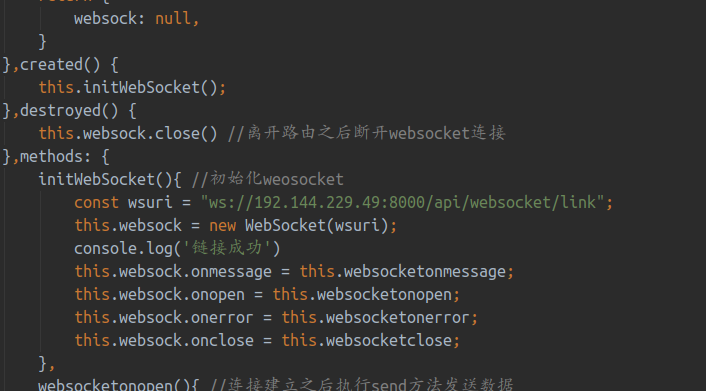 return {
websock: null,
}
},created() {
this.initWebSocket();
},destroyed() {
this.websock.close() //离开路由之后断开websocket连接
},methods: {
initWebSocket(){ //初始化weosocket
const wsuri = "ws://192.144.229.49:8000/api/websocket/link";
this.websock = new WebSocket(wsuri);
console.log('链接成功')
this.websock.onmessage = this.websocketonmessage;
this.websock.onopen = this.websocketonopen;
this.websock.onerror = this.websocketonerror;
this.websock.onclose = this.websocketclose;
},
websocketonopen(){ //连接建立之后执行send方法发送数据